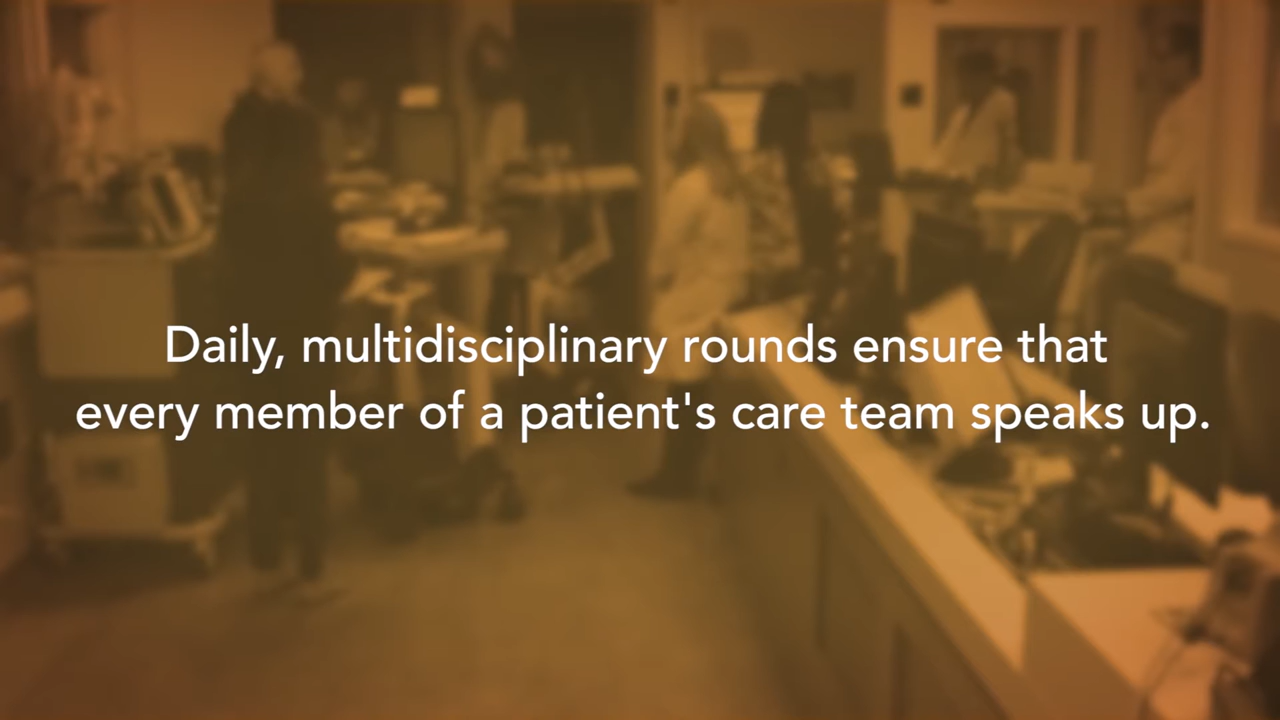 Daily, multidisciplinary rounds ensure that
every member of a patient's care team speaks up.